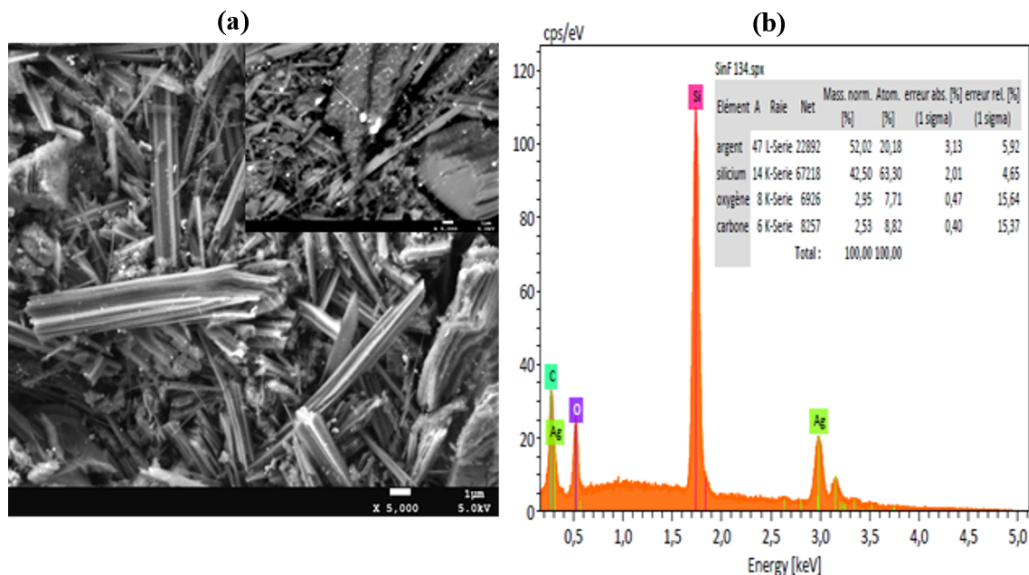 (a)
(b)
X 5,000
1µm
5.0kV
X 5,000
1µm
5.0kV
cps/eV
120
100
80
60
40
20
0
SinF 134.spx
Elément A Raie Net Mass. norm. Atom. erreur abs. [%] erreur rel. [%]
[%] [%] (1 sigma) (1 sigma)
argent 47 L-Serie 22892 52,02 20,18 3,13 5,92
silicium 14 K-Serie 67218 42,50 63,30 2,01 4,65
oxygène 8 K-Serie 6926 2,95 7,71 0,47 15,64
carbone 6 K-Serie 8257 2,53 8,82 0,40 15,37
Total : 100,00 100,00
Si
C
Ag
O
Ag
0,5 1,0 1,5 2,0 2,5 3,0 3,5 4,0 4,5 5,0
Energy [keV]